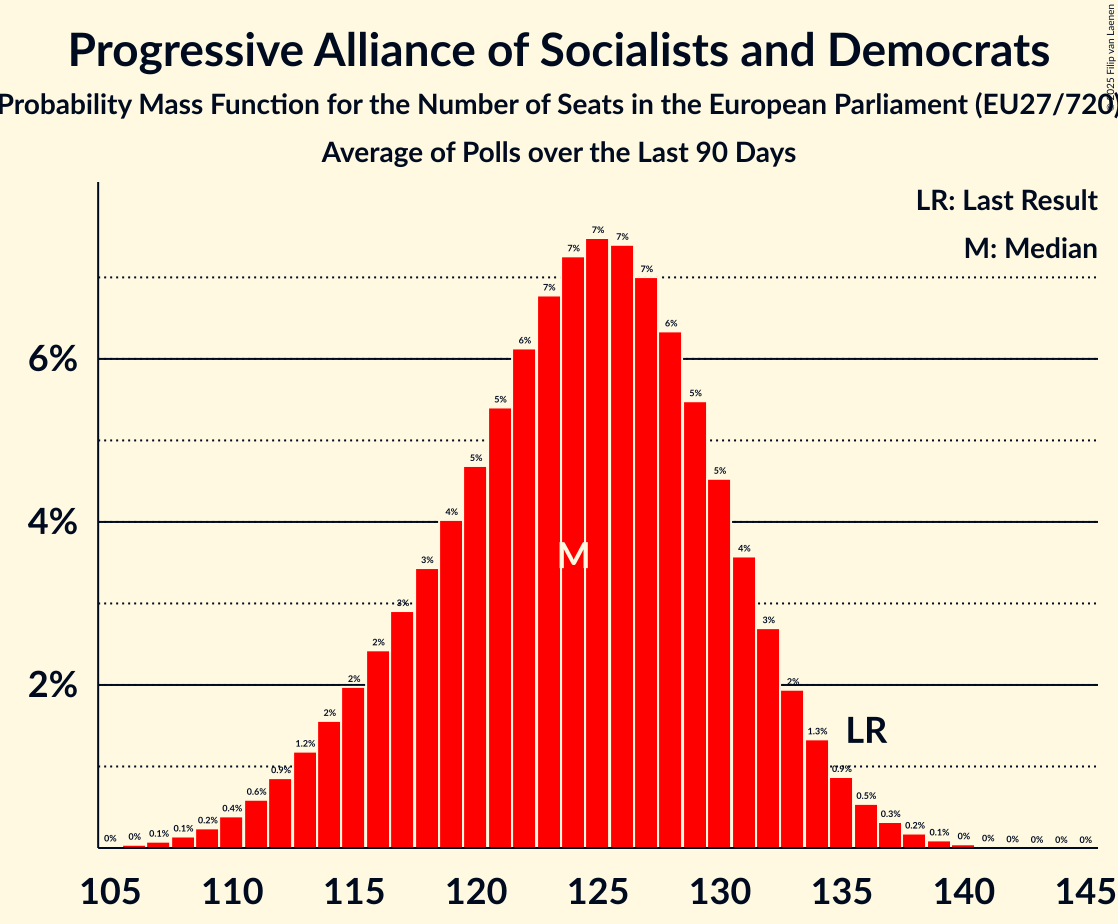 Progressive Alliance of Socialists and Democrats
©2025 Filip van Laenen
Probability Mass Function for the Number of Seats in the European Parliament (EU27/720)
Average of Polls over the Last 90 Days
LR: Last Result
M: Median
6%
4%
2%
0% 0% 0.1% 0.1% 0.2% 0.4% 0.6% 0.9% 1.2% 2% 2% 2% 3% 3% 4% 5% 5% 6% 7% 7% 7% 7% 7% 6% 5% 5% 4% 3% 2% 1.3% 0.9% 0.5% 0.3% 0.2% 0.1% 0% 0% 0% 0% 0% 0%
M
LR
105 110 115 120 125 130 135 140 145